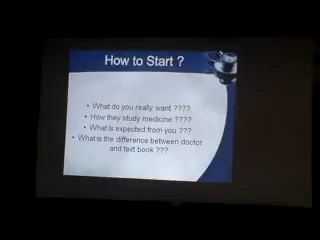 How to Start ?
• What do you really want ????
• How they study medicine ????
• What is expected from you ???
• What is the difference between doctor
and text book ???